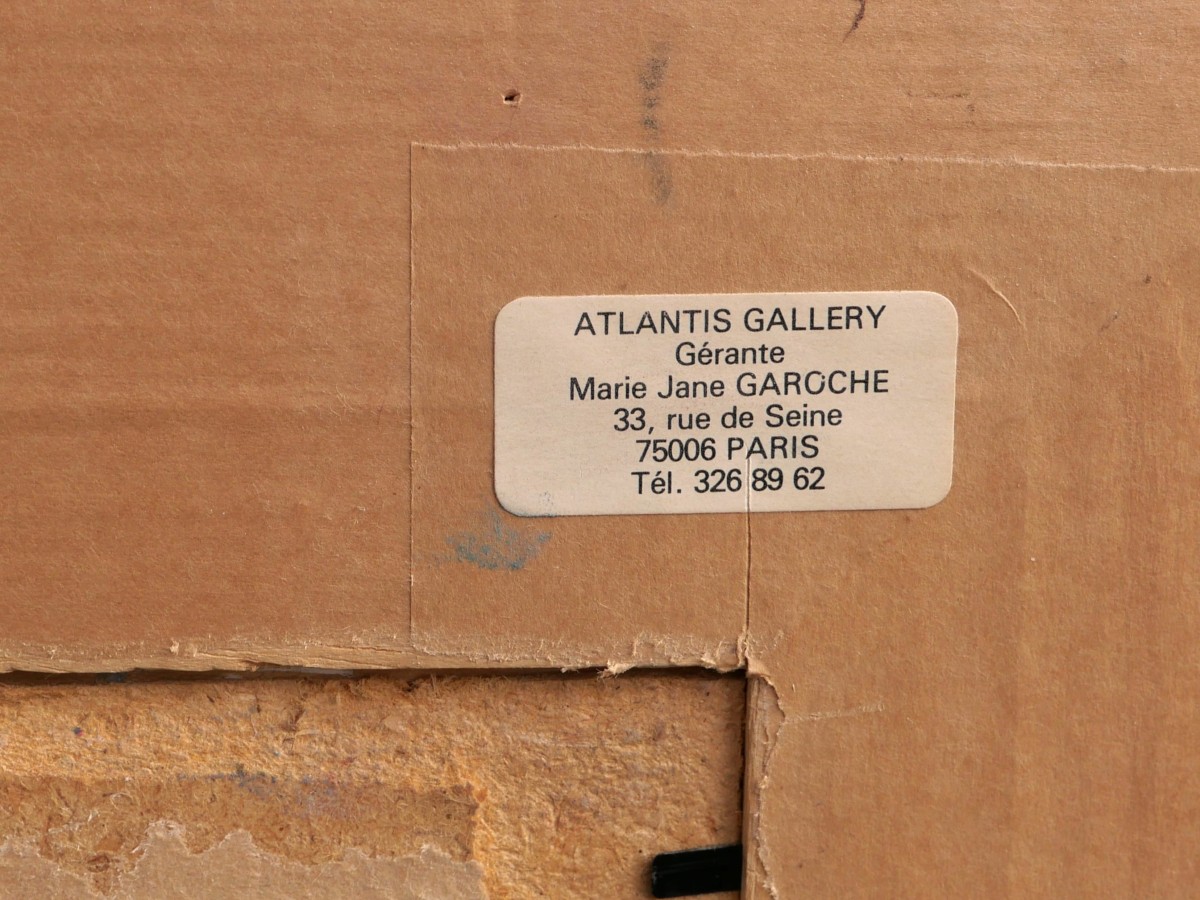 ATLANTIS GALLERY
Gérante
Marie Jane GAROCHE
33, rue de Seine
75006 PARIS
Tél. 326 89 62